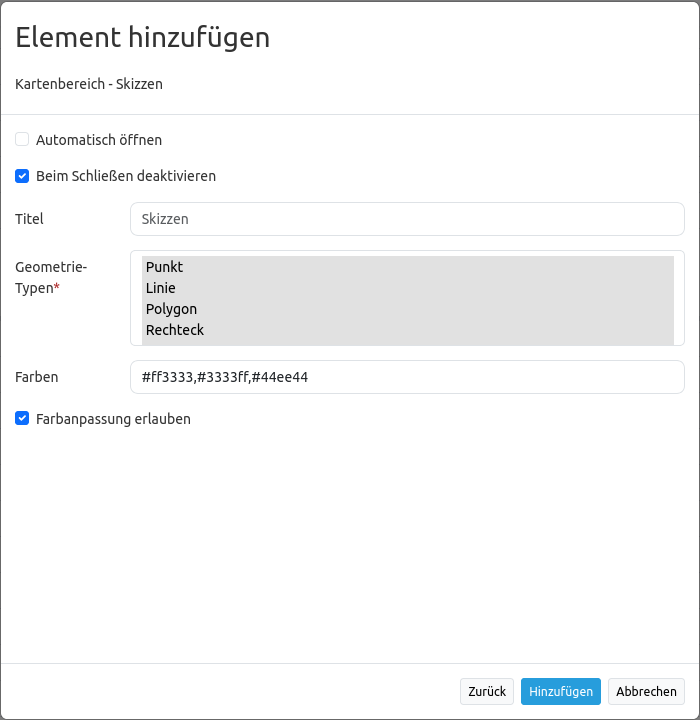 Element hinzufügen
Kartenbereich - Skizzen
Automatisch öffnen
Beim Schließen deaktivieren
Titel
Skizzen
Geometrie-
Typen*
Punkt
Linie
Polygon
Rechteck
Farben
#ff3333,#3333ff,#44ee44
Farbanpassung erlauben
Zurück
Hinzufügen
Abbrechen